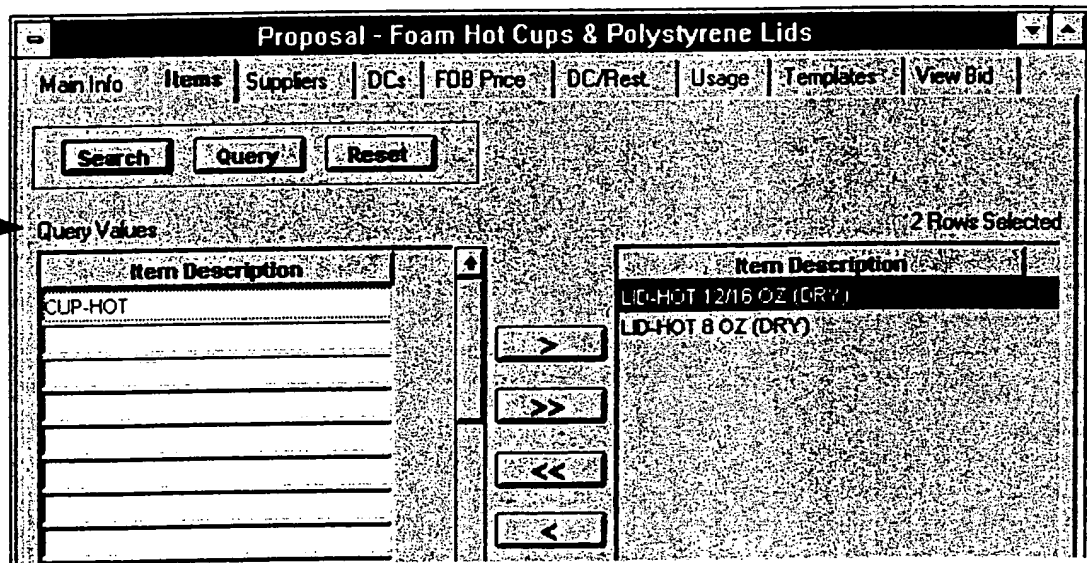 Proposal - Foam Hot Cups & Polystyrene Lids
Main Info Items Suppliers DCs FOB Price DC/Rest. Usage Templates View Bid
Search Query Reset
Query Values
2 Rows Selected
Item Description
Item Description
CUP-HOT
LID-HOT 12/16 OZ (DRY)
LID-HOT 8 OZ (DRY)
>
>>
<<
<